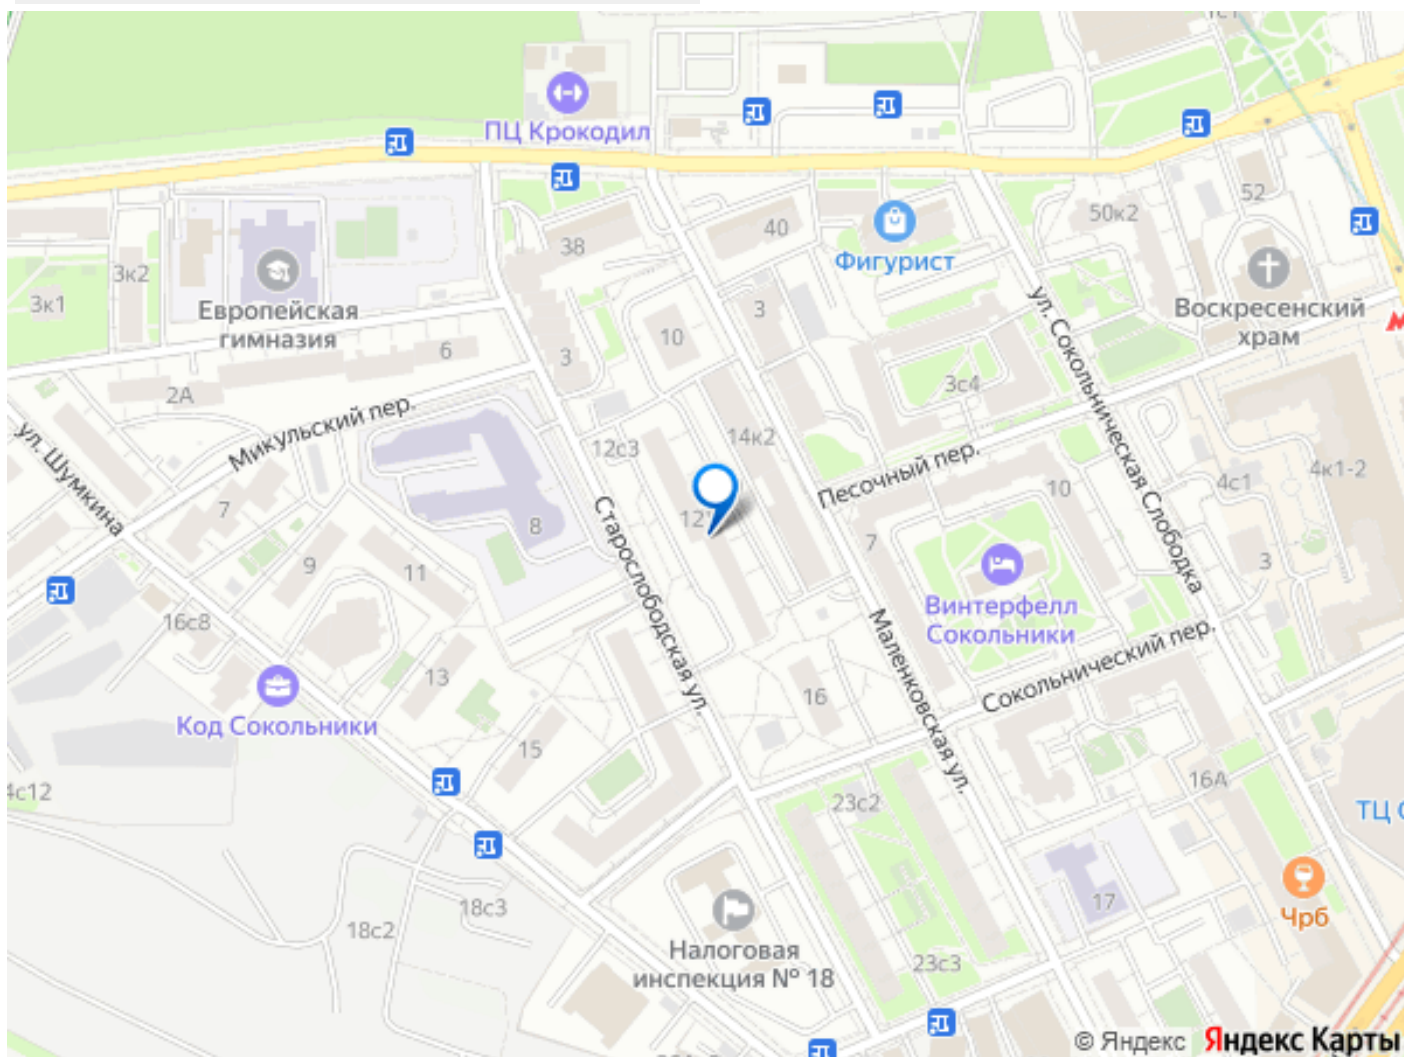 ПЦ Крокодил
52
50к2
38
40
Фигурист
3к2
3к1
Европейская
гимназия
Воскресенский
храм
3
10
6
3
2А
3с4
ул. Сокольническая Слободка
Микульский пер.
14к2
12с3
ул. Шумкина
Песочный пер.
4к1-2
4с1
10
7
8
Старослободская ул.
7
3
9
11
Винтерфелл
Сокольники
16с8
Маленковская ул.
Сокольнический пер.
13
16
Код Сокольники
15
4с12
16А
23с2
ТЦ
17
Чрб
18с3
18с2
Налоговая
инспекция № 18
23с3
© Яндекс Яндекс Карты